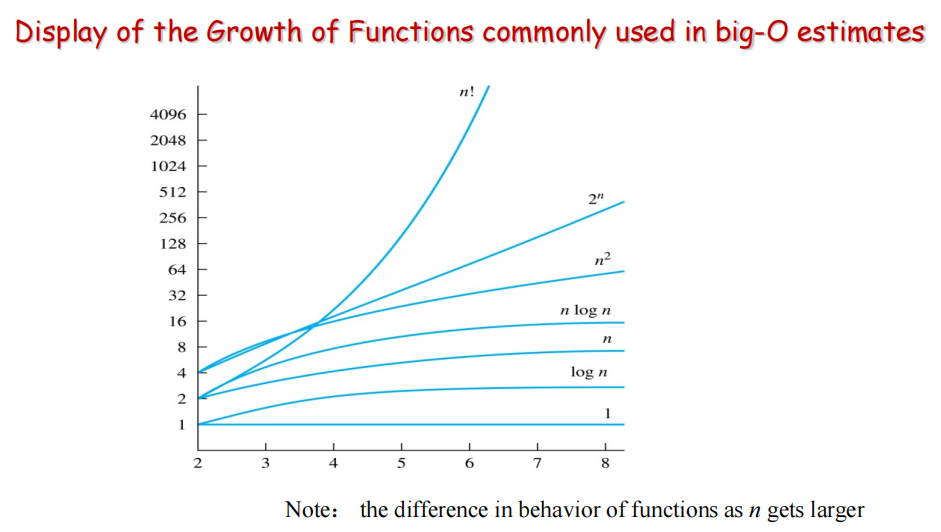 Display of the Growth of Functions commonly used in big-O estimates
n!
4096
2048
1024
512
2ⁿ
256
128
n²
64
32
n log n
16
n
8
log n
4
2
1
1
2 3 4 5 6 7 8
Note： the difference in behavior of functions as n gets larger